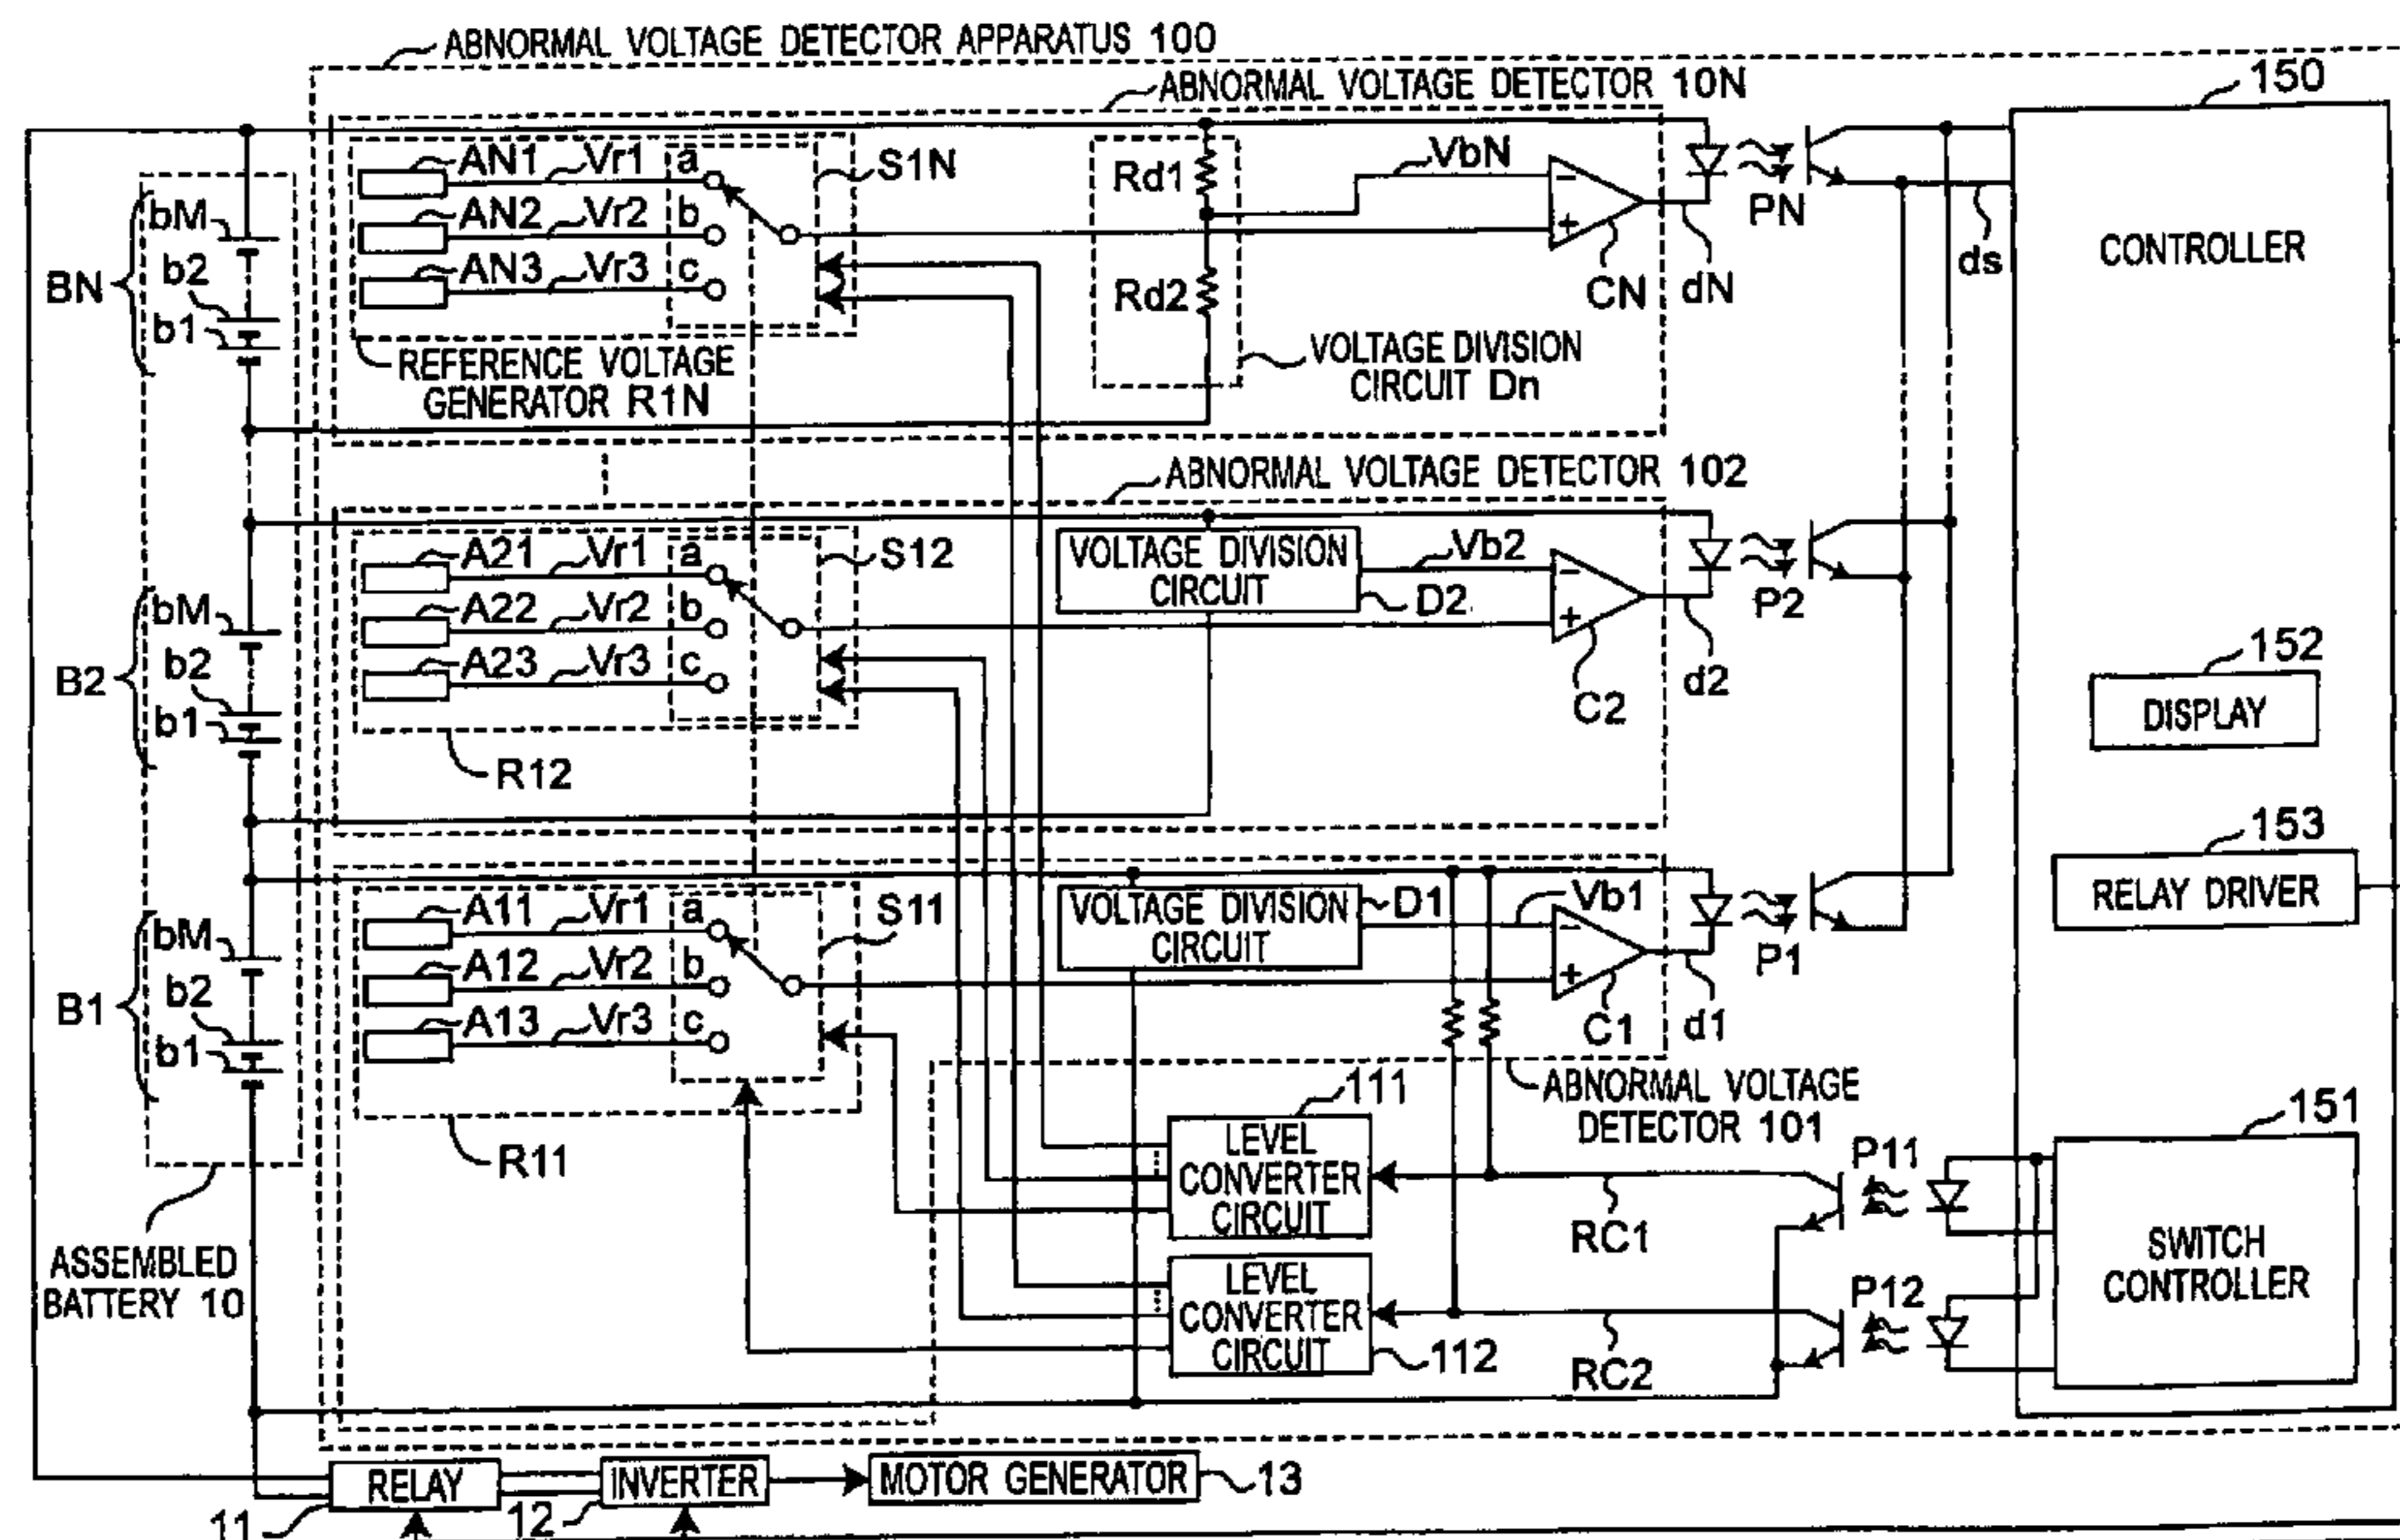 ABNORMAL VOLTAGE DETECTOR APPARATUS 100
ABNORMAL VOLTAGE DETECTOR 10N
150
AN1 Vr1 a
S1N
Rd1
VbN
−
+
PN
bM
AN2 Vr2 b
BN
b2
AN3 Vr3 c
Rd2
CN
dN
ds
CONTROLLER
b1
REFERENCE VOLTAGE
GENERATOR R1N
VOLTAGE DIVISION
CIRCUIT Dn
ABNORMAL VOLTAGE DETECTOR 102
A21 Vr1 a
S12
VOLTAGE DIVISION
CIRCUIT
D2
Vb2
−
+
P2
bM
A22 Vr2 b
B2
b2
A23 Vr3 c
C2
d2
152
DISPLAY
b1
R12
153
RELAY DRIVER
A11 Vr1 a
S11
VOLTAGE DIVISION
CIRCUIT
D1
Vb1
−
+
P1
bM
A12 Vr2 b
B1
b2
A13 Vr3 c
C1
d1
b1
ABNORMAL VOLTAGE
DETECTOR 101
R11
111
LEVEL
CONVERTER
CIRCUIT
RC1
P11
151
SWITCH
CONTROLLER
ASSEMBLED
BATTERY 10
LEVEL
CONVERTER
CIRCUIT
112
RC2
P12
RELAY
11
INVERTER
12
MOTOR GENERATOR
13